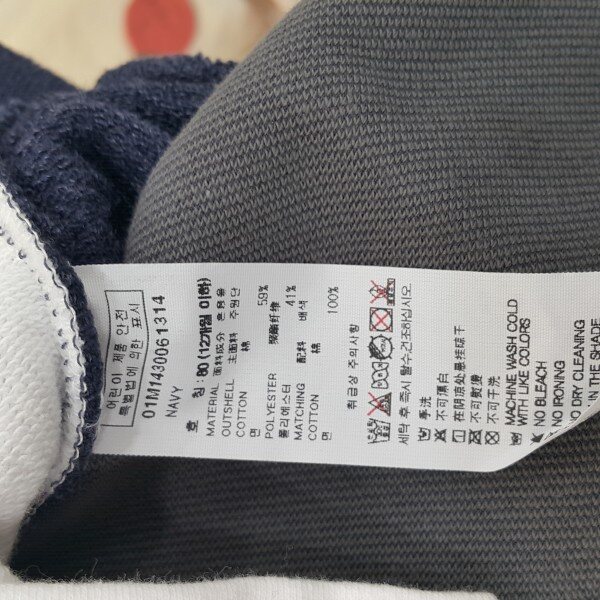 어린이 제품 안전
특별법에 의한 표시
01M1430061314
NAVY
호 칭 : 80 (12개월 이하)
MATERIAL 面料成分 혼용율
OUTSHELL 主面料 주원단
COTTON 棉 59%
면
POLYESTER 聚酯纤维 41%
폴리에스터
MATCHING 配料 배색
COTTON 棉 100%
면
취급상 주의사항
세탁 후 즉시 탈수건조하십시오.
手洗
不可漂白
在阴凉处悬挂晾干
不可熨烫
不可干洗
MACHINE WASH COLD
WITH LIKE COLORS
NO BLEACH
NO IRONING
NO DRY CLEANING
IN THE SHADE